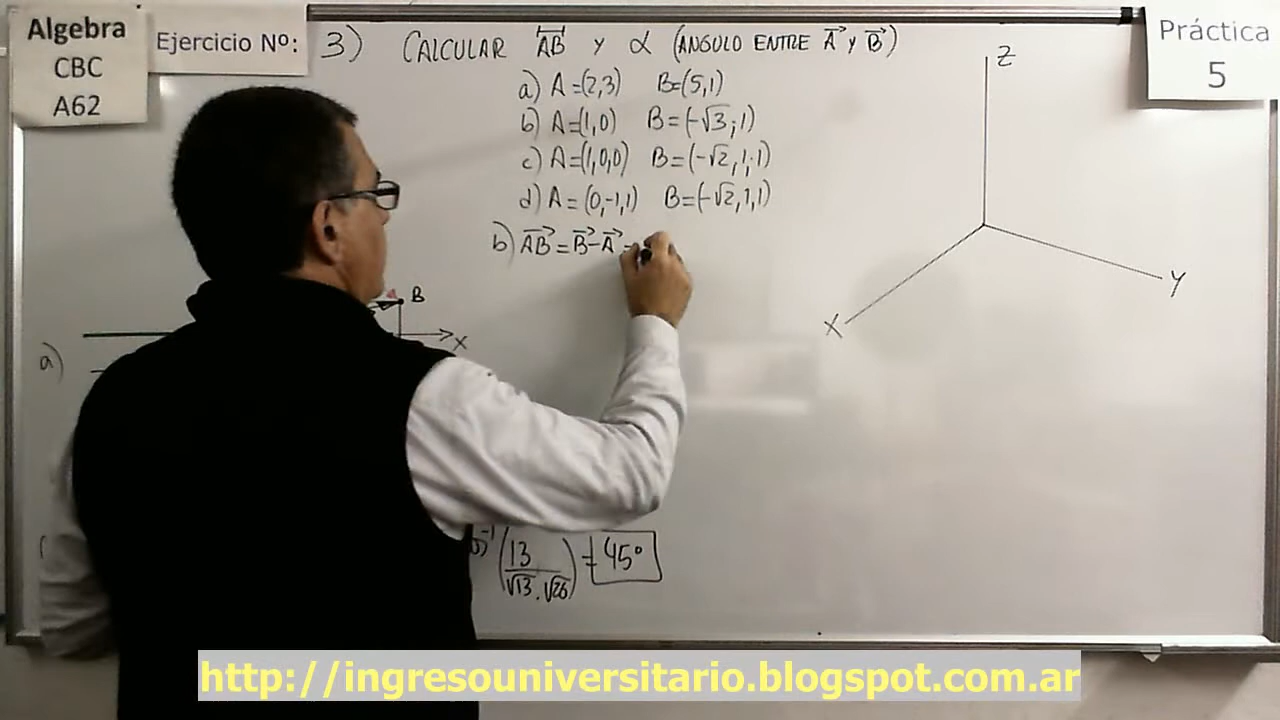 Algebra
CBC
A62
Ejercicio Nº:
3) CALCULAR AB y α (ANGULO ENTRE A y B)
Práctica
5
a) A=(2,3) B=(5,1)
b) A=(1,0) B=(-√3,1)
c) A=(1,0,0) B=(-√2,1,1)
d) A=(0,-1,1) B=(-√2,1,1)
b) AB=B-A
Z
Y
X
B
X
a)
(13/√13.√26) = 45°
http://ingresouniversitario.blogspot.com.ar